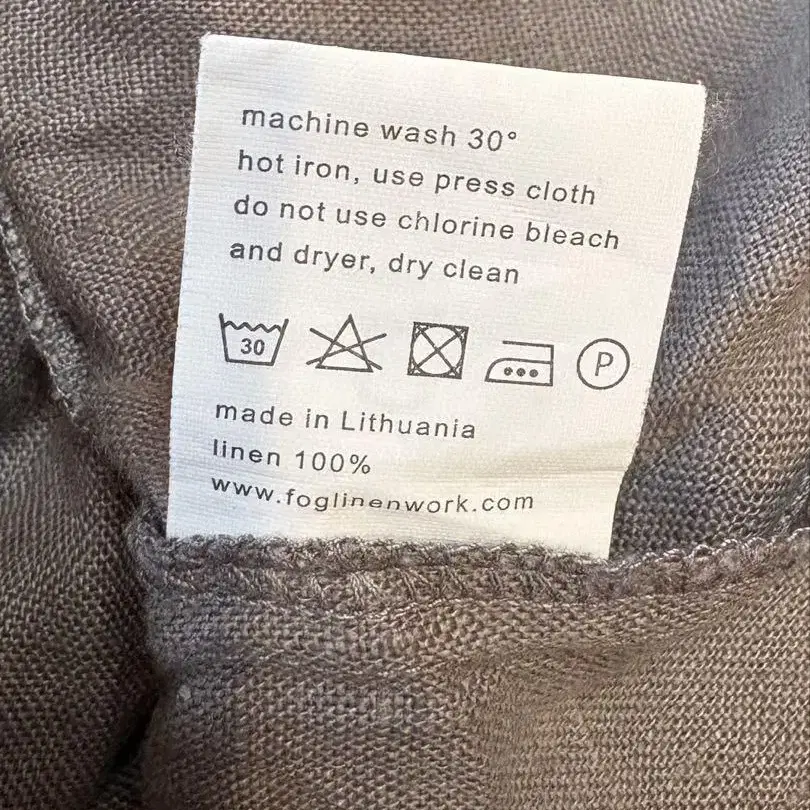 machine wash 30°
hot iron, use press cloth
do not use chlorine bleach
and dryer, dry clean
30
P
made in Lithuania
linen 100%
www.foglinenwork.com